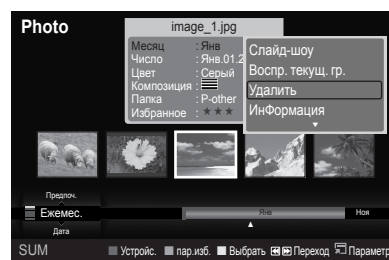 Photo
image_1.jpg
Месяц : Янв
Число : Янв.01.2
Цвет : Серый
Композиция :
Папка : P-other
Избранное : ★★★
Слайд-шоу
Воспр. текущ. гр.
Удалить
ИнФормация
Предпоч.
Ежемес.
Дата
Янв
Ноя
SUM
Устройс.
пар.изб.
Выбрать
Переход
Параметр